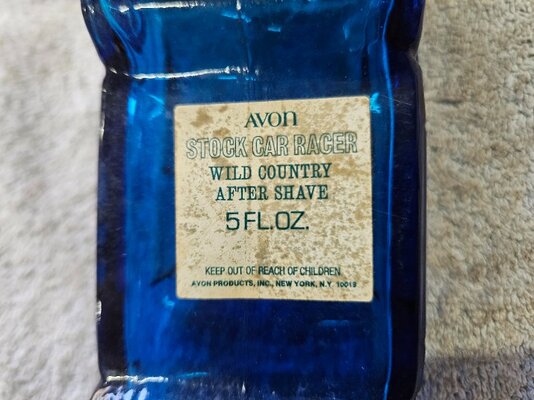 AVON
STOCK CAR RACER
WILD COUNTRY
AFTER SHAVE
5 FL.OZ.
KEEP OUT OF REACH OF CHILDREN
AVON PRODUCTS, INC., NEW YORK, N.Y. 10019